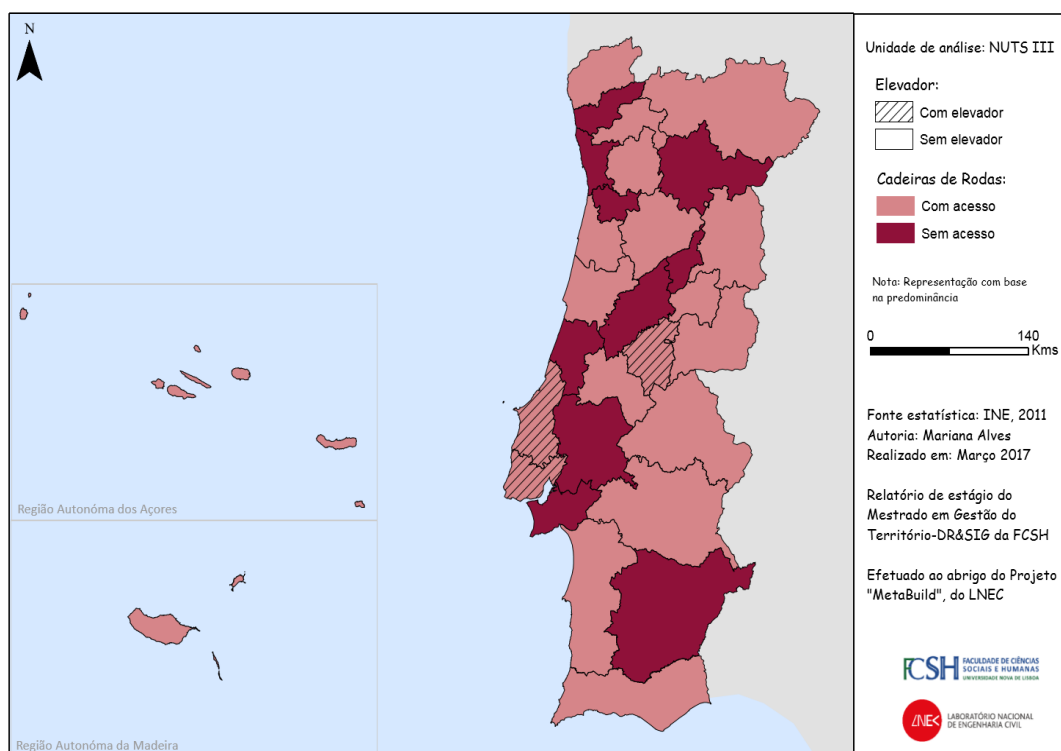 N
Região Autonóma dos Açores
Região Autonóma da Madeira
Unidade de análise: NUTS III
Elevador:
Com elevador
Sem elevador
Cadeiras de Rodas:
Com acesso
Sem acesso
Nota: Representação com base
na predominância
0 140
Kms
Fonte estatística: INE, 2011
Autoria: Mariana Alves
Realizado em: Março 2017
Relatório de estágio do
Mestrado em Gestão do
Território-DR&SIG da FCSH
Efetuado ao abrigo do Projeto
"MetaBuild", do LNEC
FCSH FACULDADE DE CIÊNCIAS
SOCIAIS E HUMANAS
UNIVERSIDADE NOVA DE LISBOA
LNEC LABORATÓRIO NACIONAL
DE ENGENHARIA CIVIL